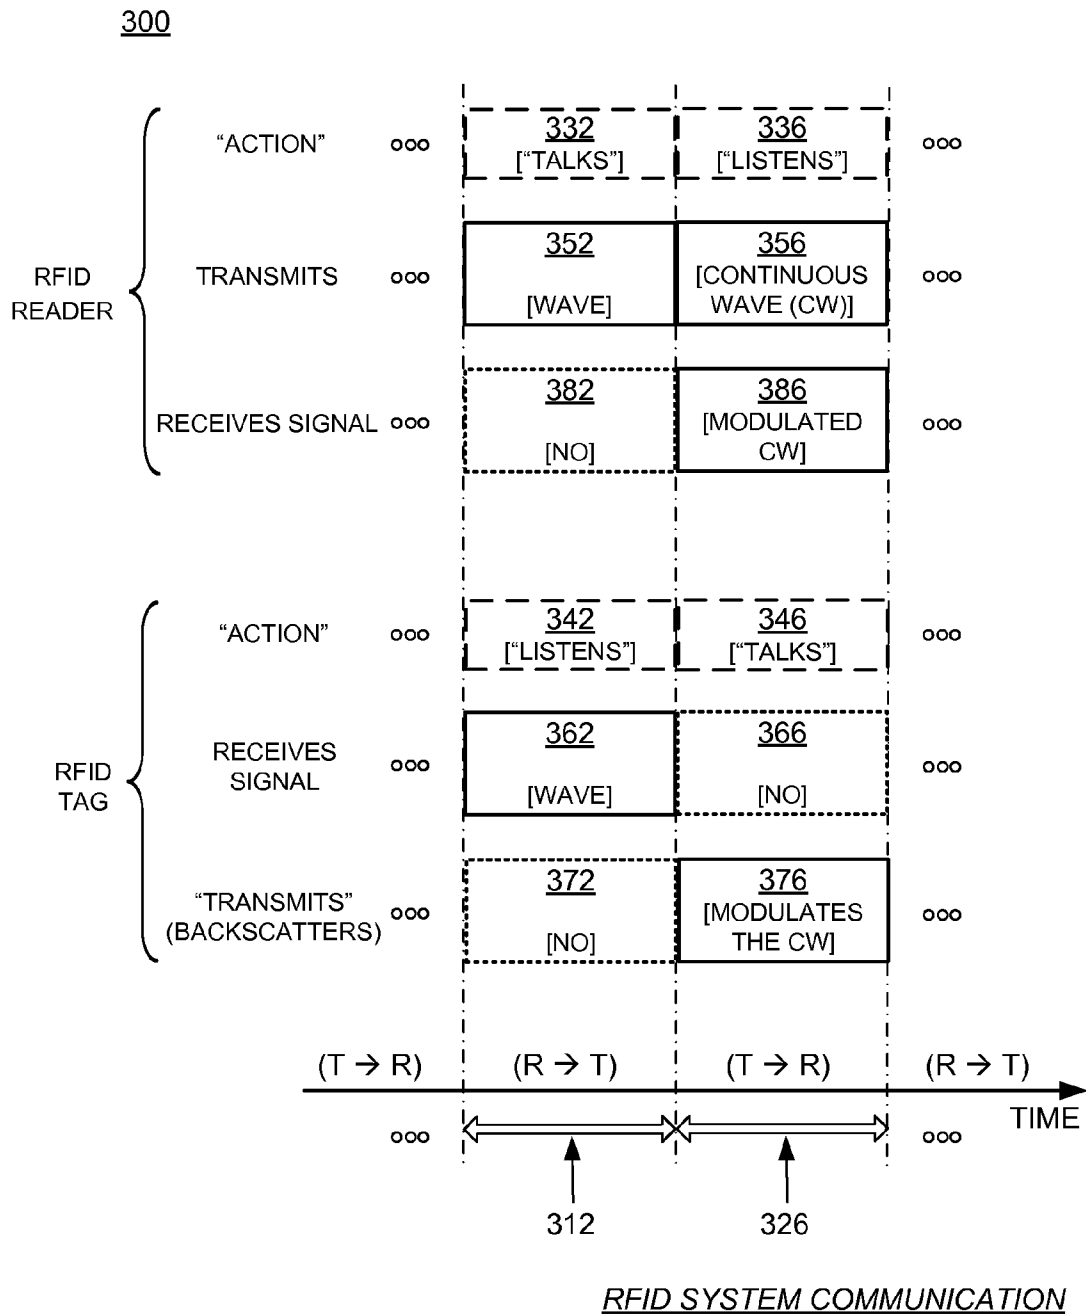 300
"ACTION" ooo 332 336 ooo
["TALKS"] ["LISTENS"]
352 356
RFID READER TRANSMITS ooo [CONTINUOUS ooo
[WAVE] WAVE (CW)]
382 386
RECEIVES SIGNAL ooo [MODULATED ooo
[NO] CW]
"ACTION" ooo 342 346 ooo
["LISTENS"] ["TALKS"]
362 366
RFID TAG RECEIVES SIGNAL ooo ooo
[WAVE] [NO]
372 376
"TRANSMITS" ooo [MODULATES ooo
(BACKSCATTERS) [NO] THE CW]
(T → R) (R → T) (T → R) (R → T)
TIME
ooo ooo
312 326
RFID SYSTEM COMMUNICATION